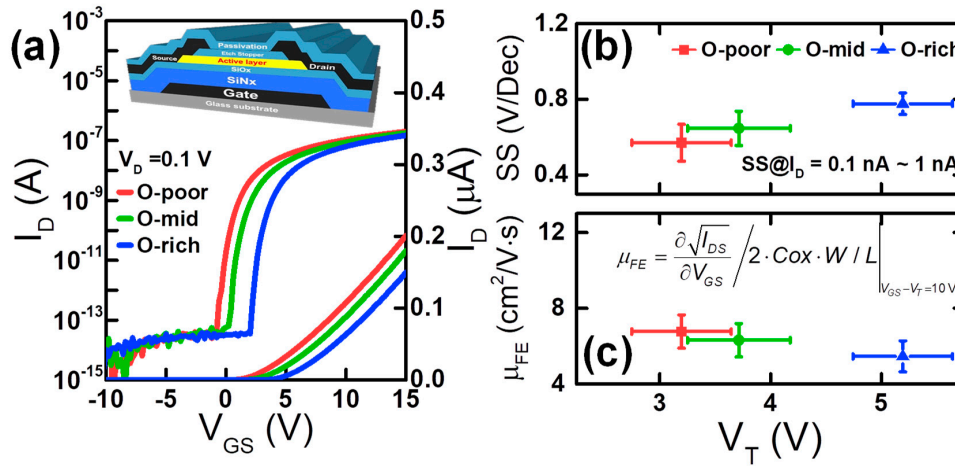 (a)
10^-3
10^-5
10^-7
10^-9
10^-11
10^-13
10^-15
I_D (A)
Passivation
Etch Stopper
Source
Active layer
Drain
SiOx
SiNx
Gate
Glass substrate
V_D =0.1 V
O-poor
O-mid
O-rich
0.5
0.4
0.3
0.2
0.1
0.0
I_D (μA)
-10 -5 0 5 10 15
V_GS (V)
(b)
O-poor O-mid O-rich
1.2
0.8
0.4
SS (V/Dec)
SS@I_D = 0.1 nA ~ 1 nA
12
8
4
μ_FE (cm²/V·s)
μ_FE = ∂√I_DS / ∂V_GS / 2·Cox·W / L |_V_GS−V_T=10 V
(c)
3 4 5
V_T (V)